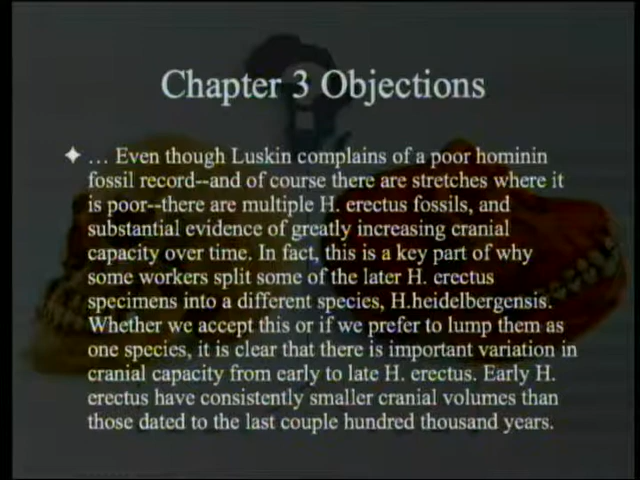 Chapter 3 Objections
✦ … Even though Luskin complains of a poor hominin
fossil record--and of course there are stretches where it
is poor--there are multiple H. erectus fossils, and
substantial evidence of greatly increasing cranial
capacity over time. In fact, this is a key part of why
some workers split some of the later H. erectus
specimens into a different species, H.heidelbergensis.
Whether we accept this or if we prefer to lump them as
one species, it is clear that there is important variation in
cranial capacity from early to late H. erectus. Early H.
erectus have consistently smaller cranial volumes than
those dated to the last couple hundred thousand years.